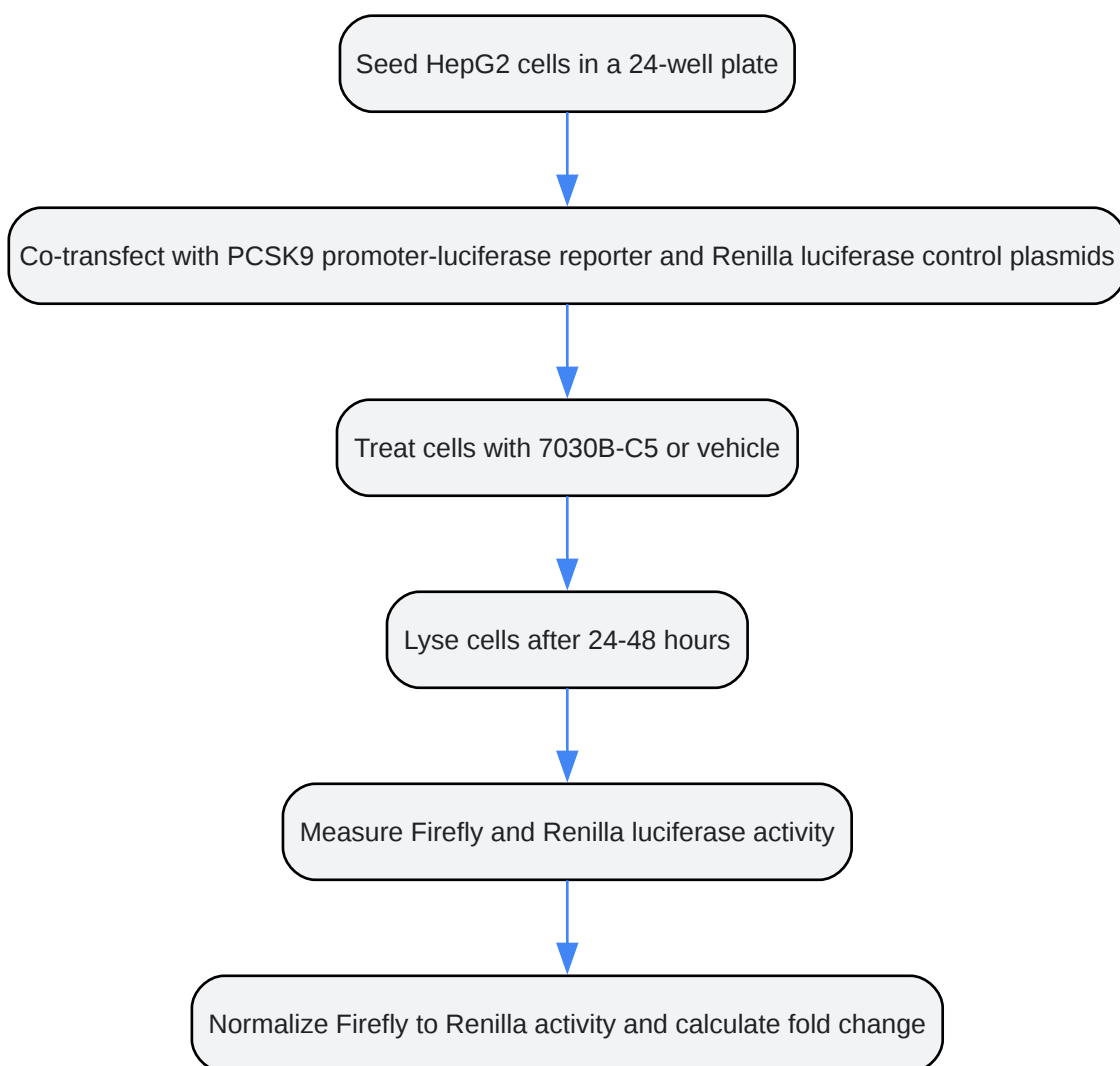 Seed HepG2 cells in a 24-well plate
Co-transfect with PCSK9 promoter-luciferase reporter and Renilla luciferase control plasmids
Treat cells with 7030B-C5 or vehicle
Lyse cells after 24-48 hours
Measure Firefly and Renilla luciferase activity
Normalize Firefly to Renilla activity and calculate fold change